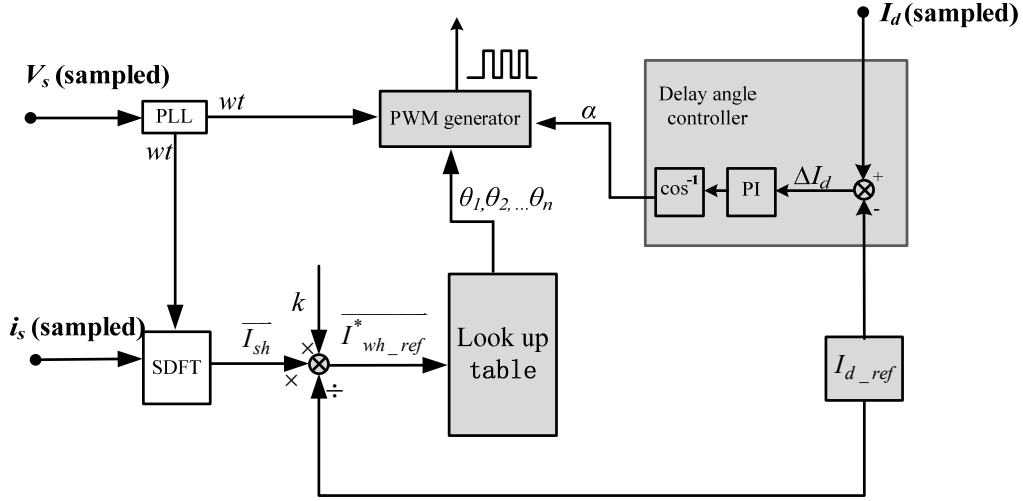 I_d (sampled)
V_s (sampled)
PLL
wt
wt
PWM generator
α
Delay angle
controller
cos⁻¹
PI
ΔI_d
+
-
θ_1,θ_2,...θ_n
k
i_s (sampled)
SDFT
I_sh
×
×
÷
I^*_wh_ref
Look up
table
I_d_ref